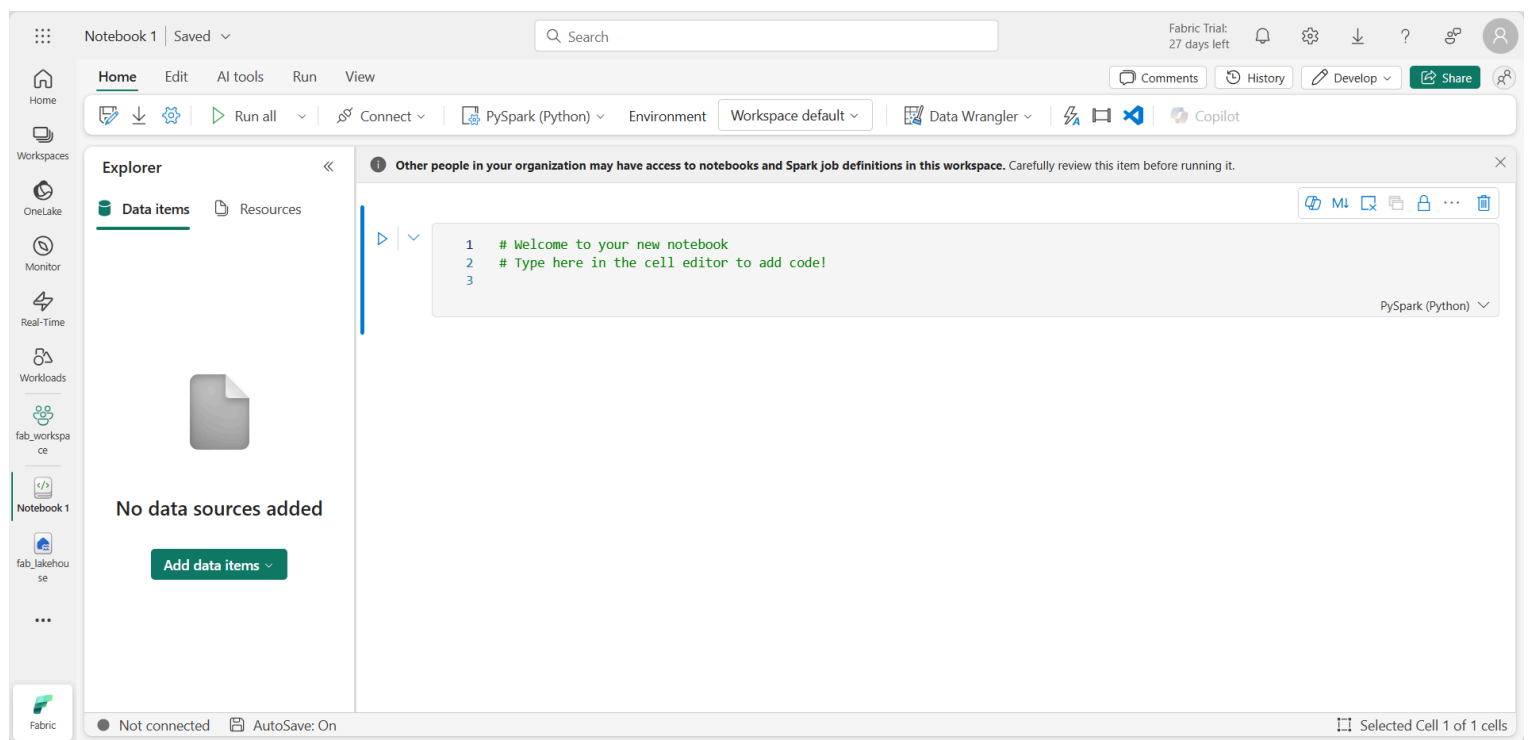 Notebook 1 Saved
Search
Fabric Trial:
27 days left
Home Edit AI tools Run View
Comments History Develop Share
Run all Connect PySpark (Python) Environment Workspace default Data Wrangler Copilot
Home
Workspaces
OneLake
Monitor
Real-Time
Workloads
fab_workspa
ce
Notebook 1
fab_lakehou
se
Fabric
Explorer
Data items Resources
No data sources added
Add data items
Other people in your organization may have access to notebooks and Spark job definitions in this workspace. Carefully review this item before running it.
M↓
1 # Welcome to your new notebook
2 # Type here in the cell editor to add code!
3
PySpark (Python)
Not connected AutoSave: On
Selected Cell 1 of 1 cells